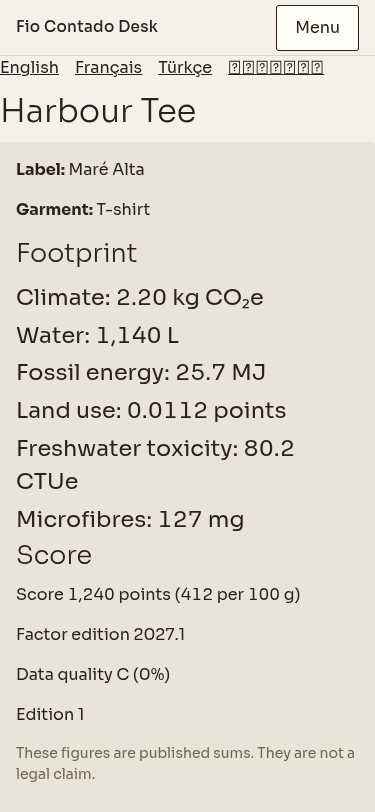 Fio Contado Desk
Menu
English Français Türkçe
Harbour Tee
Label: Maré Alta
Garment: T-shirt
Footprint
Climate: 2.20 kg CO₂e
Water: 1,140 L
Fossil energy: 25.7 MJ
Land use: 0.0112 points
Freshwater toxicity: 80.2
CTUe
Microfibres: 127 mg
Score
Score 1,240 points (412 per 100 g)
Factor edition 2027.1
Data quality C (0%)
Edition 1
These figures are published sums. They are not a
legal claim.